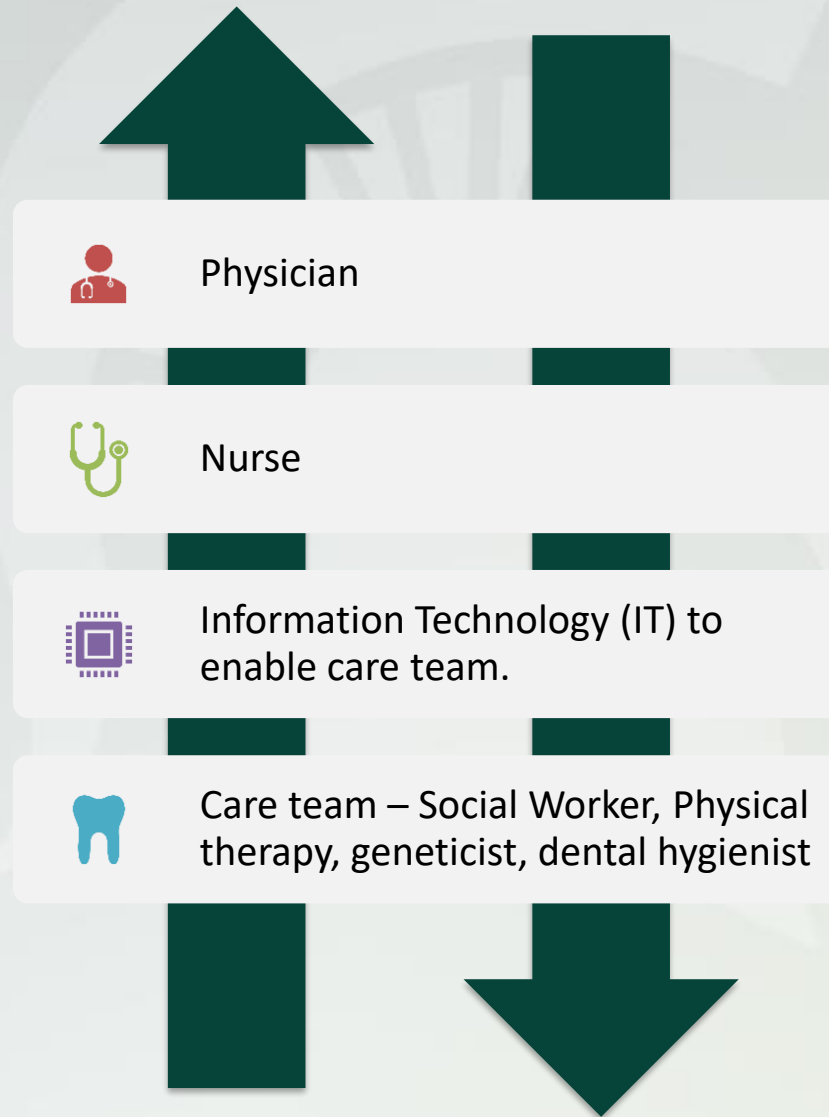 Physician
Nurse
Information Technology (IT) to
enable care team.
Care team – Social Worker, Physical
therapy, geneticist, dental hygienist